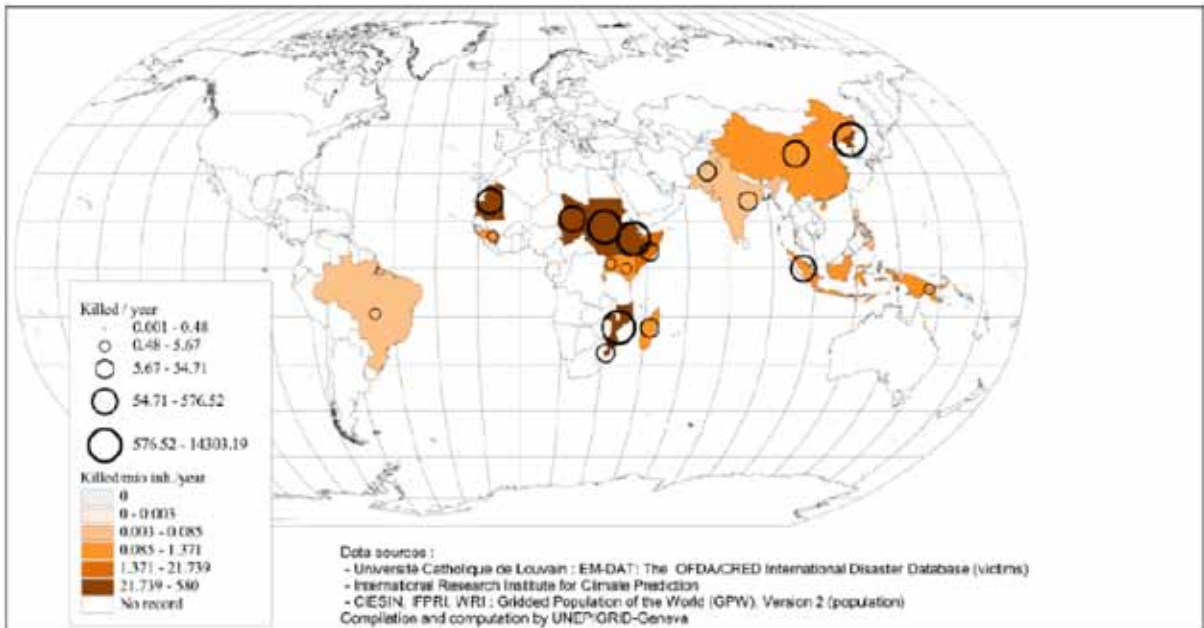 Killed / year
0.001 - 0.48
0.48 - 5.67
5.67 - 54.71
54.71 - 576.52
576.52 - 14303.19
Killed/mio inh./year
0
0 - 0.003
0.003 - 0.085
0.085 - 1.371
1.371 - 21.739
21.739 - 580
No record
Data sources :
- Université Catholique de Louvain : EM-DAT: The OFDA/CRED International Disaster Database (victims)
- International Research Institute for Climate Prediction
- CIESIN, IFPRI, WRI : Gridded Population of the World (GPW), Version 2 (population)
Compilation and computation by UNEP/GRID-Geneva